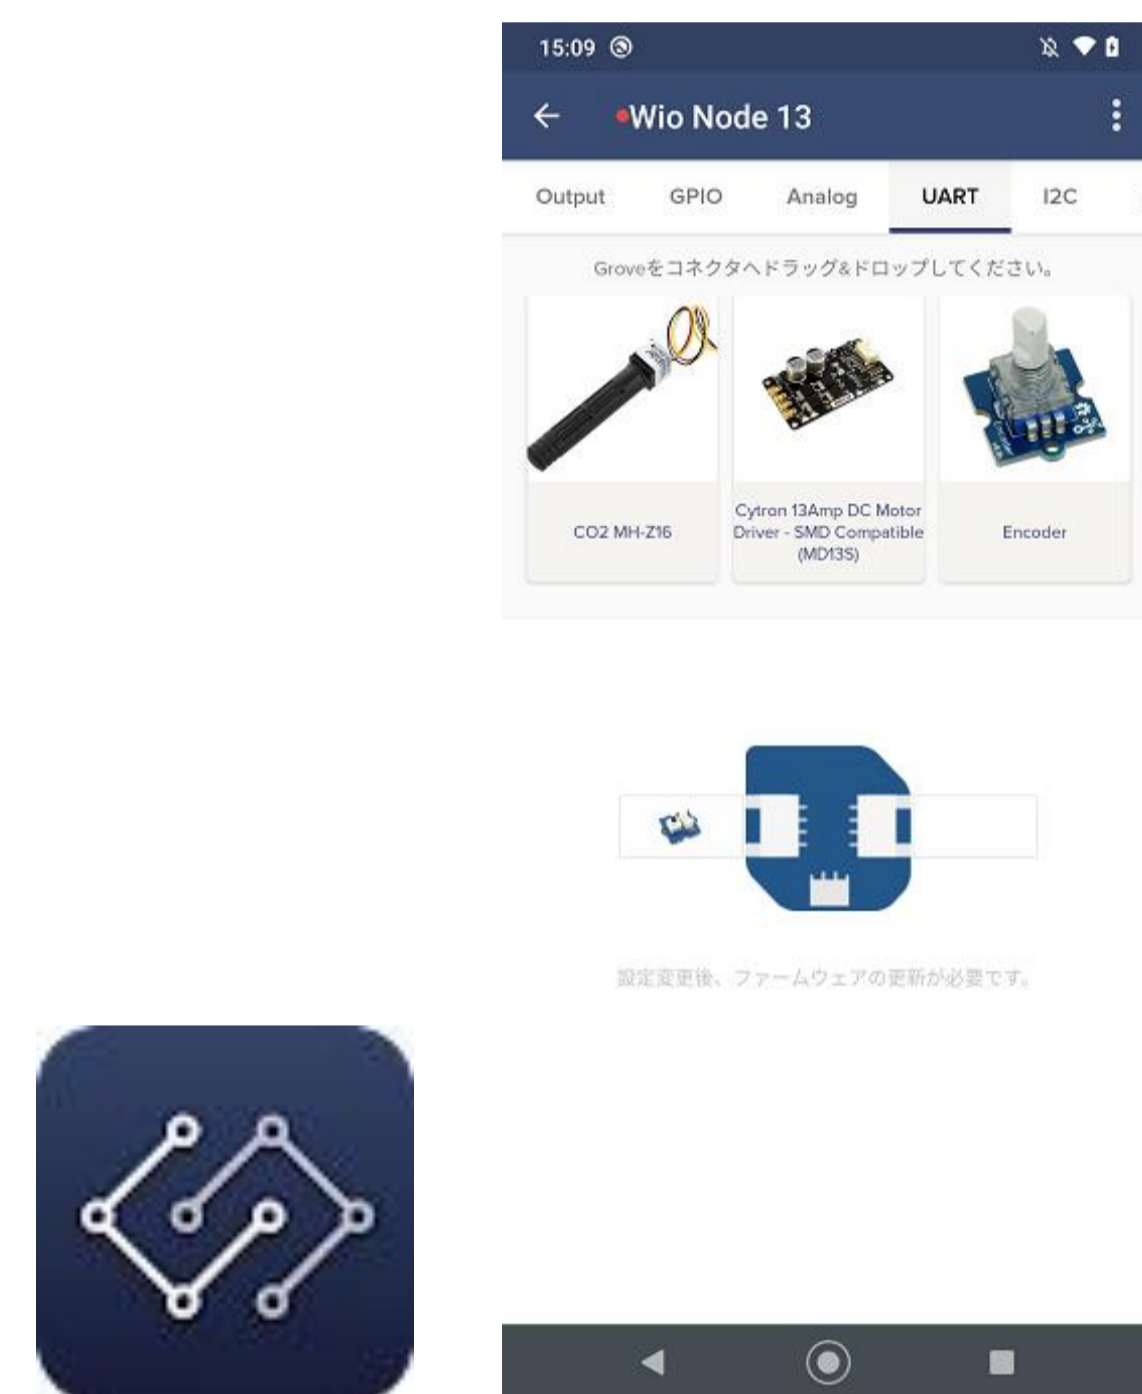 15:09
Wio Node 13
Output GPIO Analog UART I2C
Groveをコネクタへドラッグ&ドロップしてください。
CO2 MH-Z16
Cytron 13Amp DC Motor
Driver - SMD Compatible
(MD13S)
Encoder
設定変更後、ファームウェアの更新が必要です。